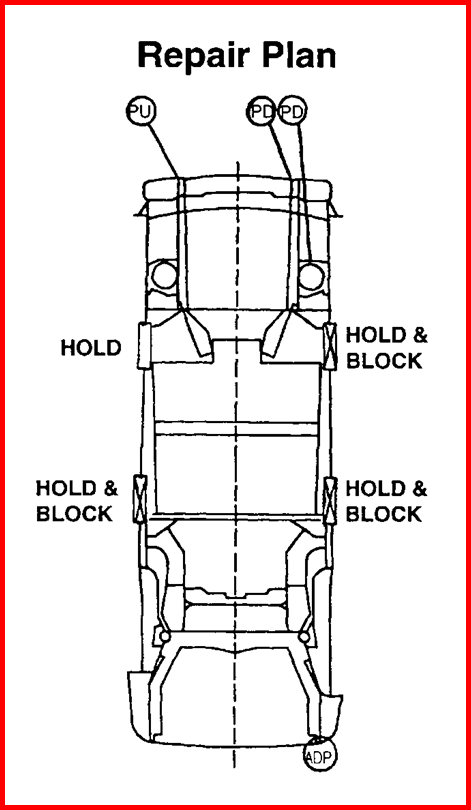 Repair Plan
PU PD PD
HOLD
HOLD &
BLOCK
HOLD &
BLOCK
HOLD &
BLOCK
ADP